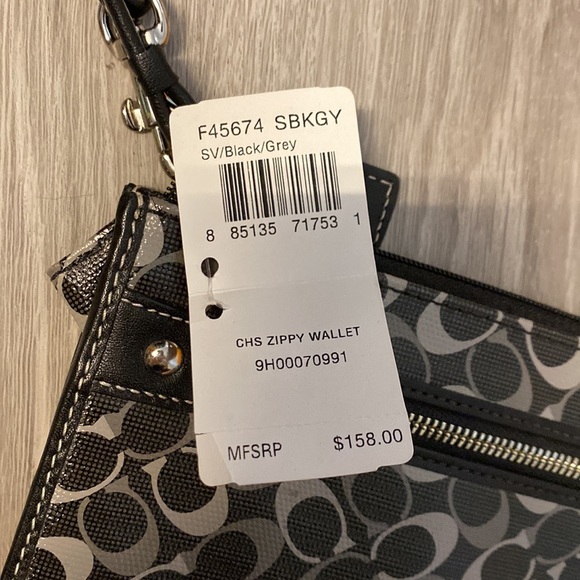 F45674 SBKGY
SV/Black/Grey
8 85135 71753 1
CHS ZIPPY WALLET
9H00070991
MFSRP $158.00